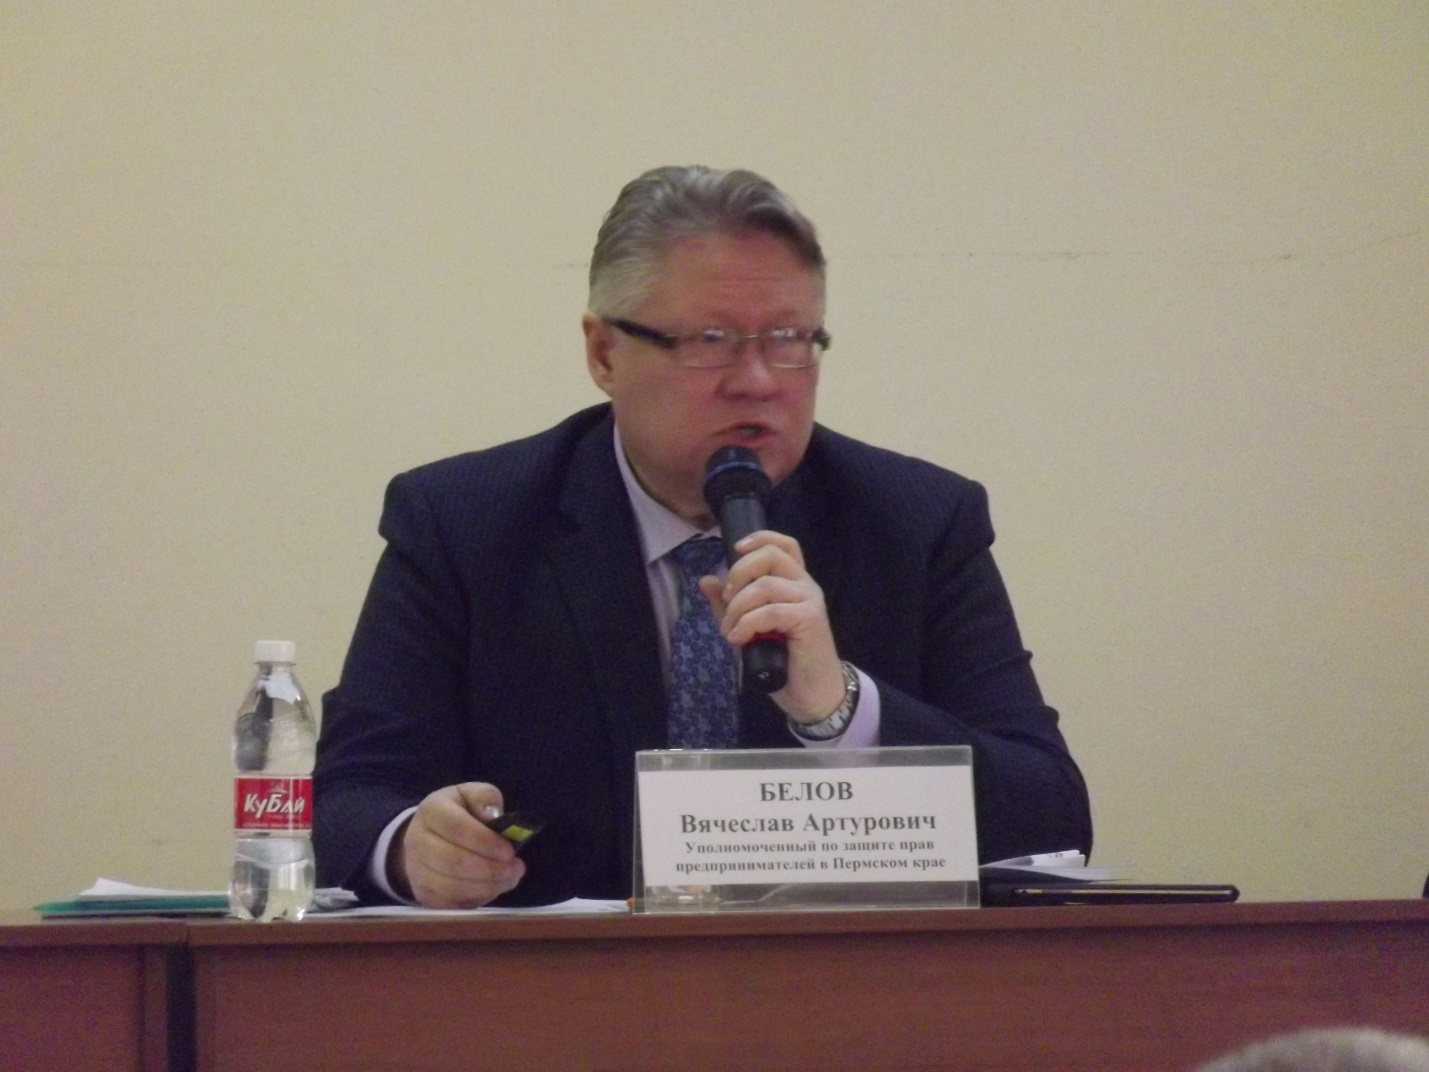 КуБай
БЕЛОВ
Вячеслав Артурович
Уполномоченный по защите прав
предпринимателей в Пермском крае